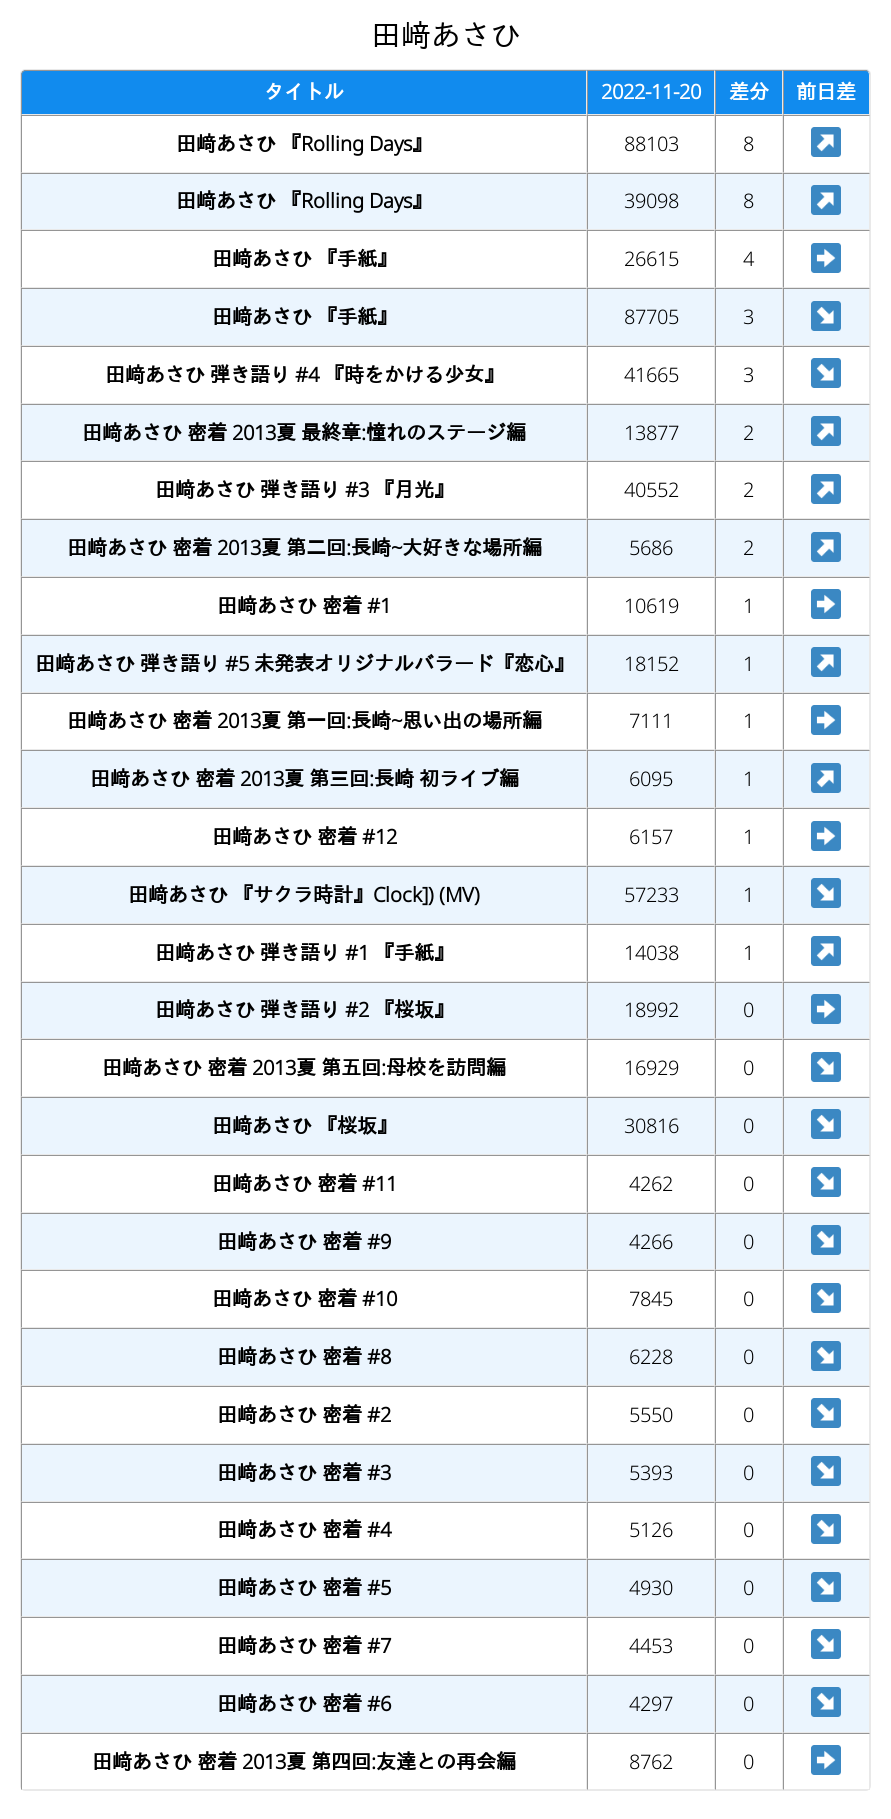 田﨑あさひ
タイトル 2022-11-20 差分 前日差
田﨑あさひ 『Rolling Days』 88103 8 ↗
田﨑あさひ 『Rolling Days』 39098 8 ↗
田﨑あさひ 『手紙』 26615 4 ➡
田﨑あさひ 『手紙』 87705 3 ↘
田﨑あさひ 弾き語り #4 『時をかける少女』 41665 3 ↘
田﨑あさひ 密着 2013夏 最終章:憧れのステージ編 13877 2 ↗
田﨑あさひ 弾き語り #3 『月光』 40552 2 ↗
田﨑あさひ 密着 2013夏 第二回:長崎~大好きな場所編 5686 2 ↗
田﨑あさひ 密着 #1 10619 1 ➡
田﨑あさひ 弾き語り #5 未発表オリジナルバラード『恋心』 18152 1 ↗
田﨑あさひ 密着 2013夏 第一回:長崎~思い出の場所編 7111 1 ➡
田﨑あさひ 密着 2013夏 第三回:長崎 初ライブ編 6095 1 ↗
田﨑あさひ 密着 #12 6157 1 ➡
田﨑あさひ 『サクラ時計』Clock]) (MV) 57233 1 ↘
田﨑あさひ 弾き語り #1 『手紙』 14038 1 ↗
田﨑あさひ 弾き語り #2 『桜坂』 18992 0 ➡
田﨑あさひ 密着 2013夏 第五回:母校を訪問編 16929 0 ↘
田﨑あさひ 『桜坂』 30816 0 ↘
田﨑あさひ 密着 #11 4262 0 ↘
田﨑あさひ 密着 #9 4266 0 ↘
田﨑あさひ 密着 #10 7845 0 ↘
田﨑あさひ 密着 #8 6228 0 ↘
田﨑あさひ 密着 #2 5550 0 ↘
田﨑あさひ 密着 #3 5393 0 ↘
田﨑あさひ 密着 #4 5126 0 ↘
田﨑あさひ 密着 #5 4930 0 ↘
田﨑あさひ 密着 #7 4453 0 ↘
田﨑あさひ 密着 #6 4297 0 ↘
田﨑あさひ 密着 2013夏 第四回:友達との再会編 8762 0 ➡